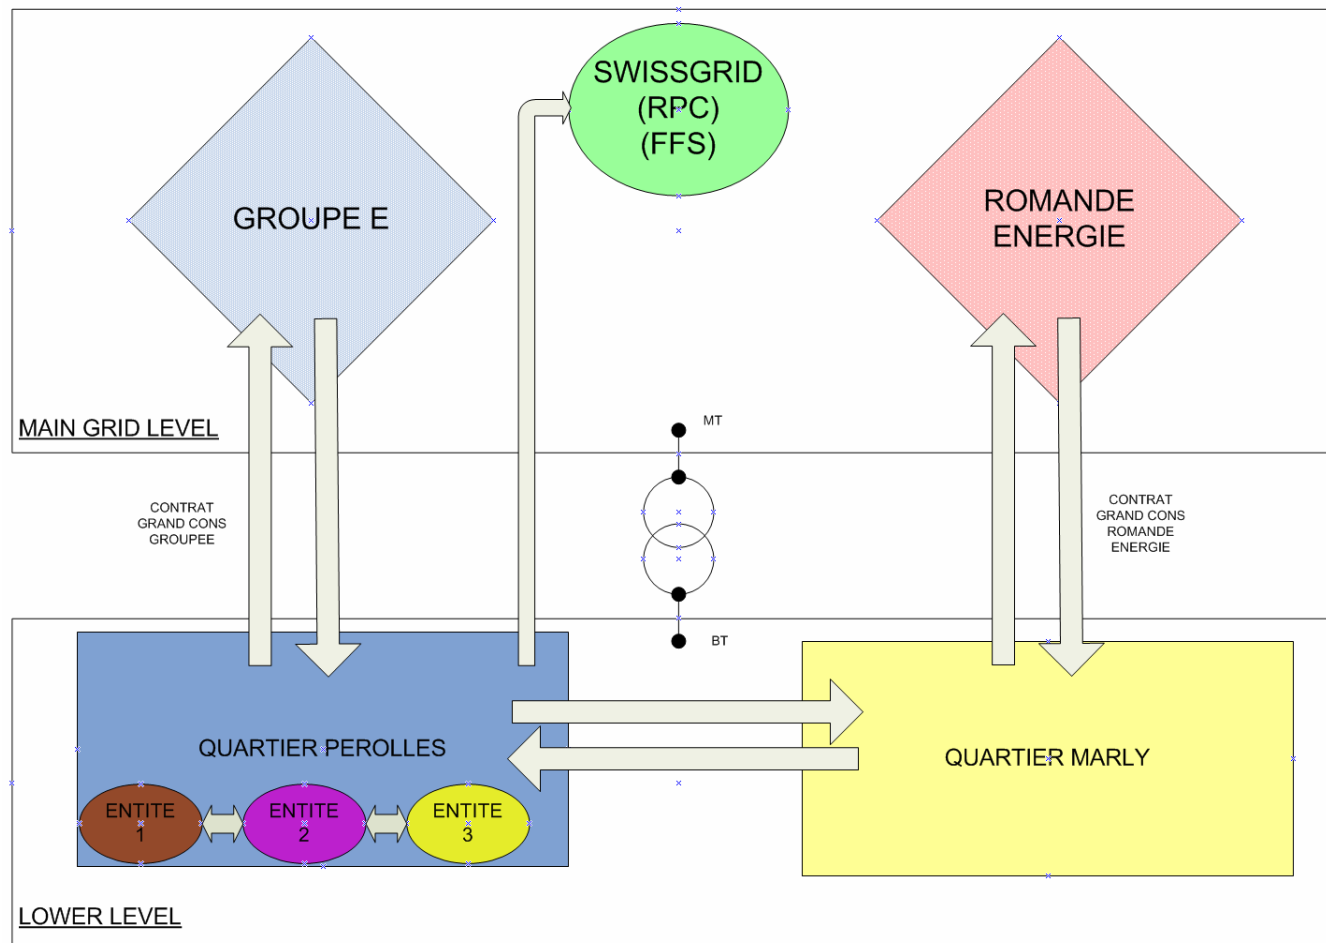 SWISSGRID
(RPC)
(FFS)
GROUPE E
ROMANDE
ENERGIE
MAIN GRID LEVEL
MT
CONTRAT
GRAND CONS
GROUPEE
CONTRAT
GRAND CONS
ROMANDE
ENERGIE
BT
QUARTIER PEROLLES
QUARTIER MARLY
ENTITE
1
ENTITE
2
ENTITE
3
LOWER LEVEL